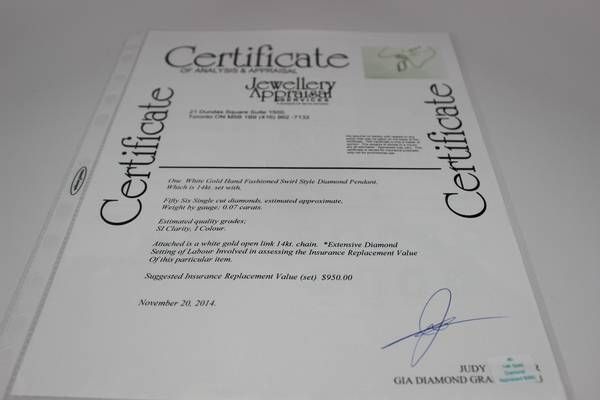 Certificate
OF ANALYSIS & APPRAISAL
Jewellery
Appraisal
SERVICES
21 Dundas Square Suite 1500,
Toronto ON M5B 1B9 (416) 862 -7133
Certificate
Certificate
One White Gold Hand Fashioned Swirl Style Diamond Pendant.
Which is 14kt. set with.
Fifty Six Single cut diamonds, estimated approximate.
Weight by gauge; 0.07 carats.
Estimated quality grades;
SI Clarity, I Colour.
Attached is a white gold open link 14kt. chain. *Extensive Diamond
Setting of Labour Involved in assessing the Insurance Replacement Value
Of this particular item.
Suggested Insurance Replacement Value (set) $950.00
November 20, 2014.
JUDY
GIA DIAMOND GRA